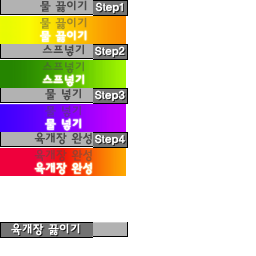 물 끓이기 Step1
물 끓이기
물 끓이기
스프넣기 Step2
스프넣기
스프넣기
물 넣기 Step3
물 넣기
물 넣기
육개장 완성 Step4
육개장 완성
육개장 완성
육개장 끓이기